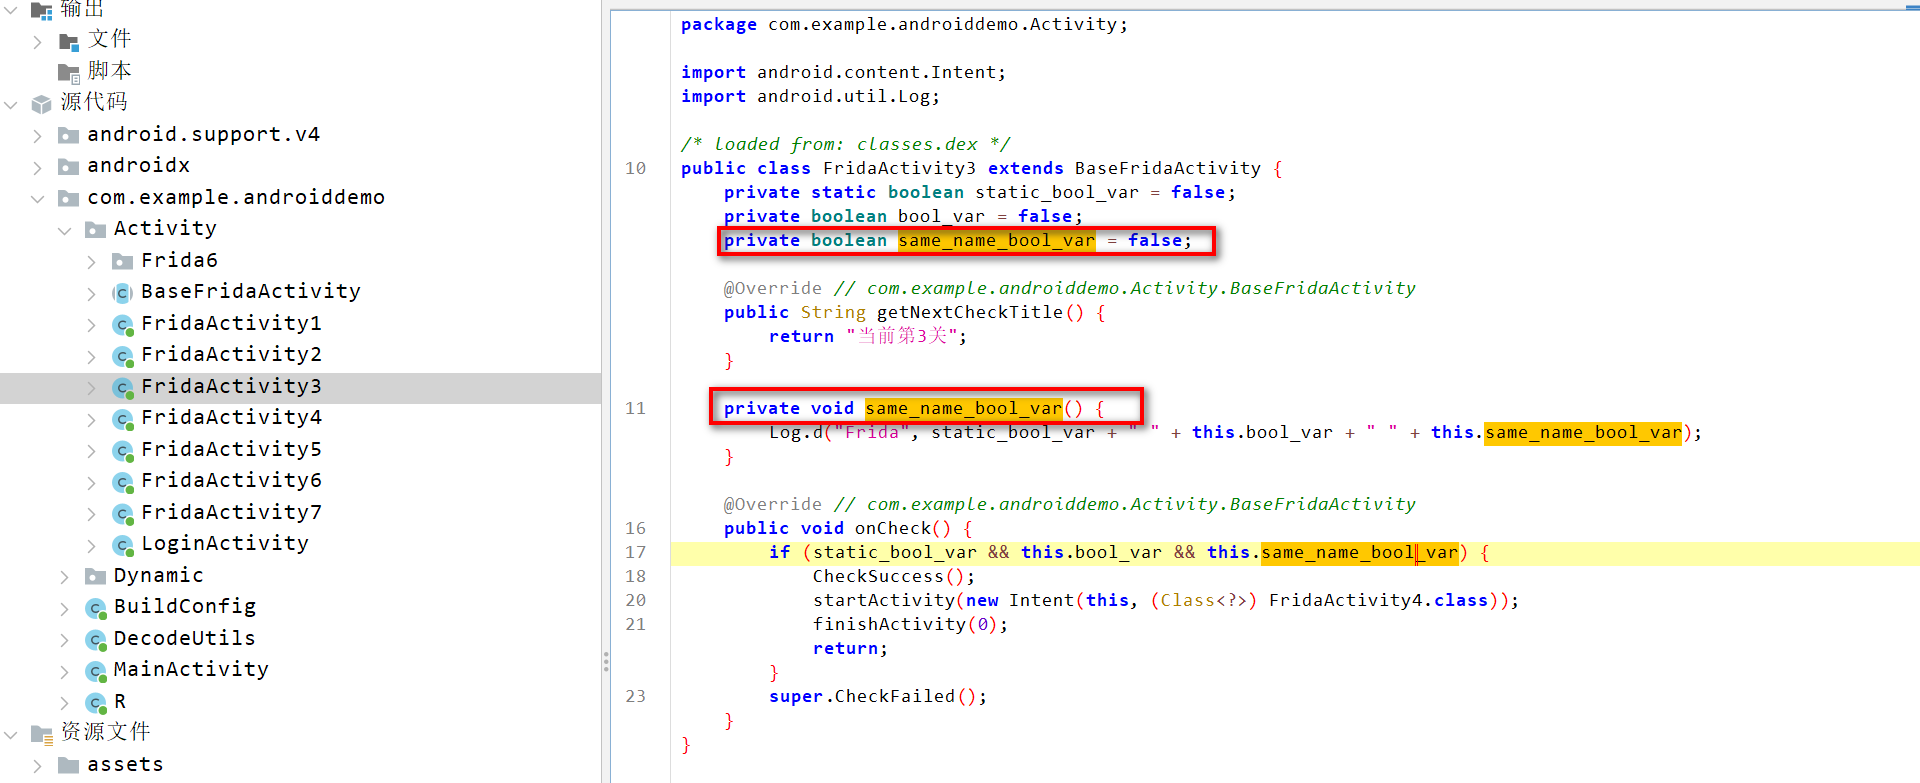 输出
文件
脚本
源代码
android.support.v4
androidx
com.example.androiddemo
Activity
Frida6
BaseFridaActivity
FridaActivity1
FridaActivity2
FridaActivity3
FridaActivity4
FridaActivity5
FridaActivity6
FridaActivity7
LoginActivity
Dynamic
BuildConfig
DecodeUtils
MainActivity
R
资源文件
assets
package com.example.androiddemo.Activity;
import android.content.Intent;
import android.util.Log;
/* loaded from: classes.dex */
10 public class FridaActivity3 extends BaseFridaActivity {
private static boolean static_bool_var = false;
private boolean bool_var = false;
private boolean same_name_bool_var = false;
@Override // com.example.androiddemo.Activity.BaseFridaActivity
public String getNextCheckTitle() {
return "当前第3关";
}
11 private void same_name_bool_var() {
Log.d("Frida", static_bool_var + " " + this.bool_var + " " + this.same_name_bool_var);
}
@Override // com.example.androiddemo.Activity.BaseFridaActivity
16 public void onCheck() {
17 if (static_bool_var && this.bool_var && this.same_name_bool_var) {
18 CheckSuccess();
20 startActivity(new Intent(this, (Class<?>) FridaActivity4.class));
21 finishActivity(0);
return;
}
23 super.CheckFailed();
}
}